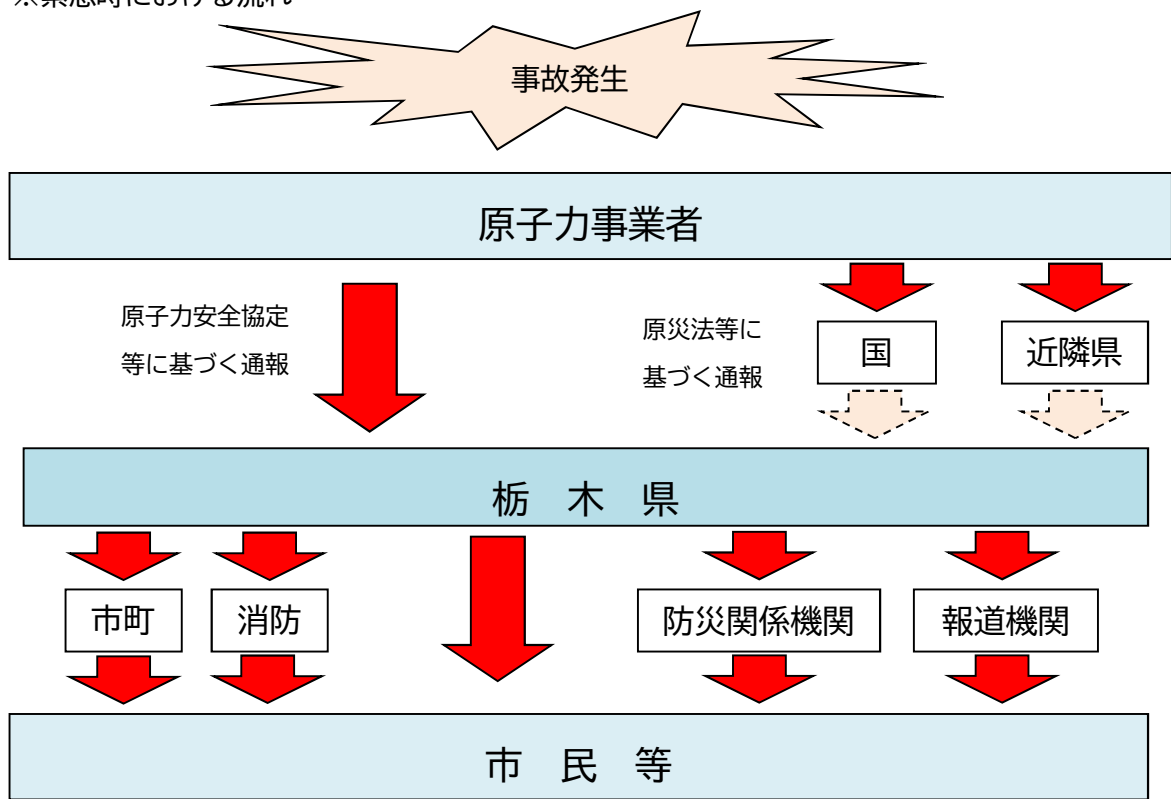 ※緊急時における流れ
事故発生
原子力事業者
原子力安全協定
等に基づく通報
原災法等に
基づく通報
国
近隣県
栃 木 県
市町
消防
防災関係機関
報道機関
市 民 等